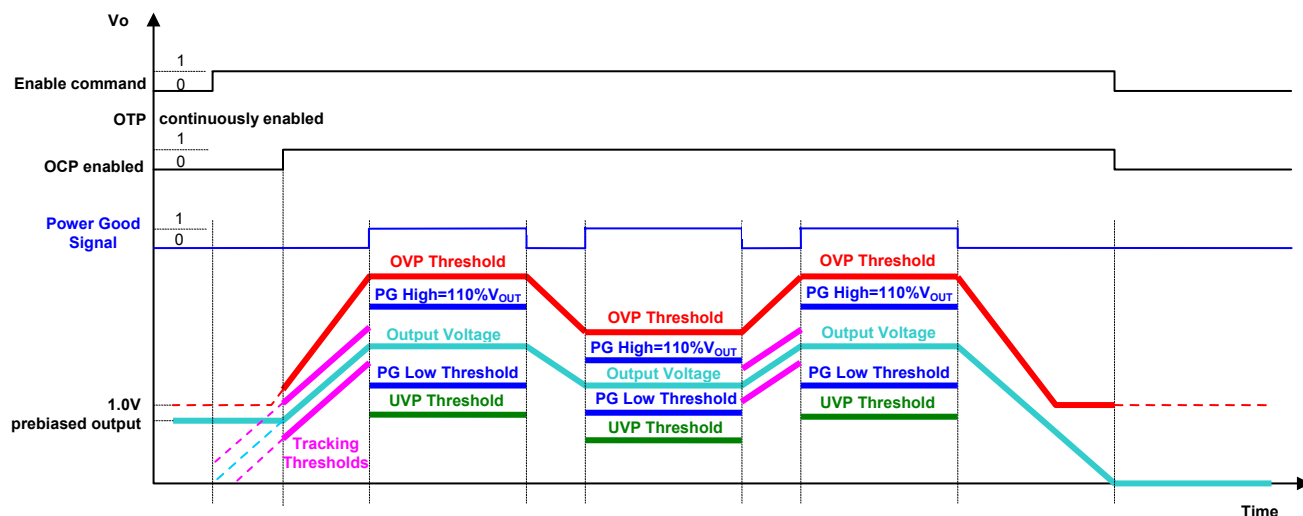 Vo
1
Enable command
0
OTP continuously enabled
1
OCP enabled
0
Power Good
Signal
1
0
OVP Threshold
OVP Threshold
PG High=110%VOUT
PG High=110%VOUT
OVP Threshold
Output Voltage
Output Voltage
PG High=110%VOUT
PG Low Threshold
Output Voltage
PG Low Threshold
UVP Threshold
PG Low Threshold
UVP Threshold
UVP Threshold
1.0V
prebiased output
Tracking
Thresholds
Time